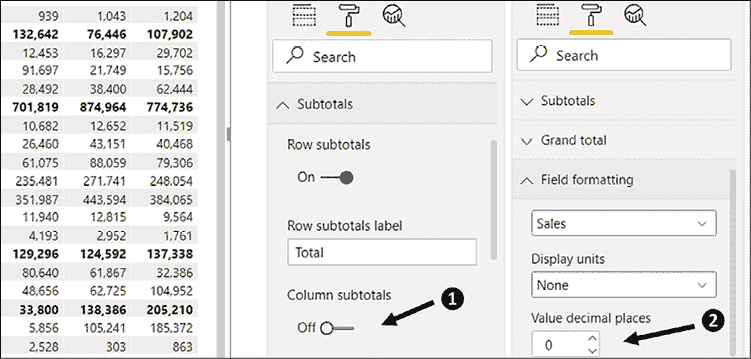 939 1,043 1,204
132,642 76,446 107,902
12,453 16,297 29,702
91,697 21,749 15,756
28,492 38,400 62,444
701,819 874,964 774,736
10,682 12,652 11,519
26,460 43,151 40,468
61,075 88,059 79,306
235,481 271,741 248,054
351,987 443,594 384,065
11,940 12,815 9,564
4,193 2,952 1,761
129,296 124,592 137,338
80,640 61,867 32,386
48,656 62,725 104,952
33,800 138,386 205,210
5,856 105,241 185,372
2,528 303 863
Search
Subtotals
Row subtotals
On
Row subtotals label
Total
Column subtotals
Off
1
Search
Subtotals
Grand total
Field formatting
Sales
Display units
None
Value decimal places
0
2